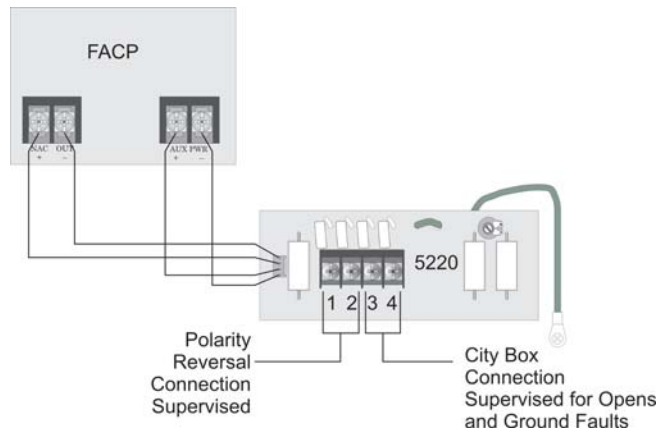 FACP
NAC OUT
+ –
AUX PWR
+ –
5220
1 2 3 4
Polarity
Reversal
Connection
Supervised
City Box
Connection
Supervised for Opens
and Ground Faults